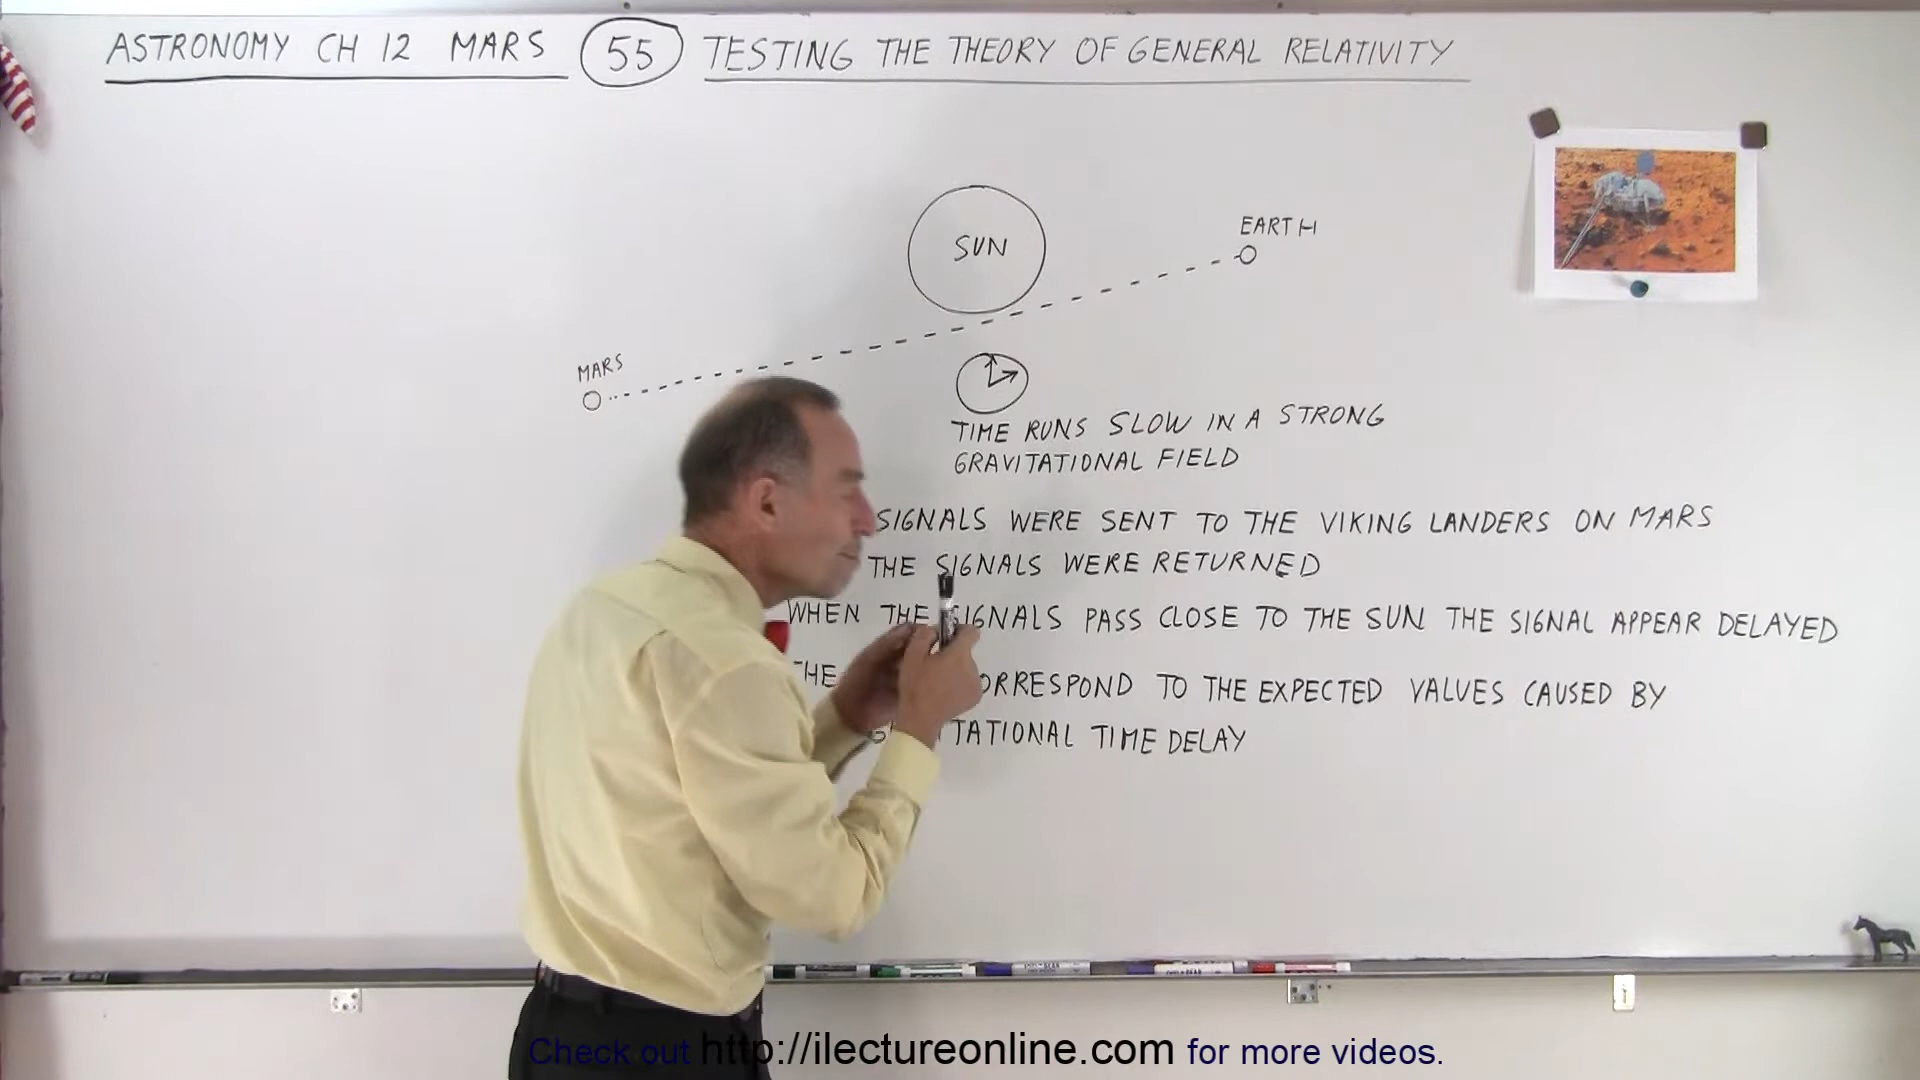 ASTRONOMY CH 12 MARS 55 TESTING THE THEORY OF GENERAL RELATIVITY
SUN
EARTH
MARS
TIME RUNS SLOW IN A STRONG
GRAVITATIONAL FIELD
SIGNALS WERE SENT TO THE VIKING LANDERS ON MARS
THE SIGNALS WERE RETURNED
WHEN THE SIGNALS PASS CLOSE TO THE SUN THE SIGNAL APPEAR DELAYED
TO THE EXPECTED VALUES CAUSED BY
TIME DELAY
Check out http://ilectureonline.com for more videos.